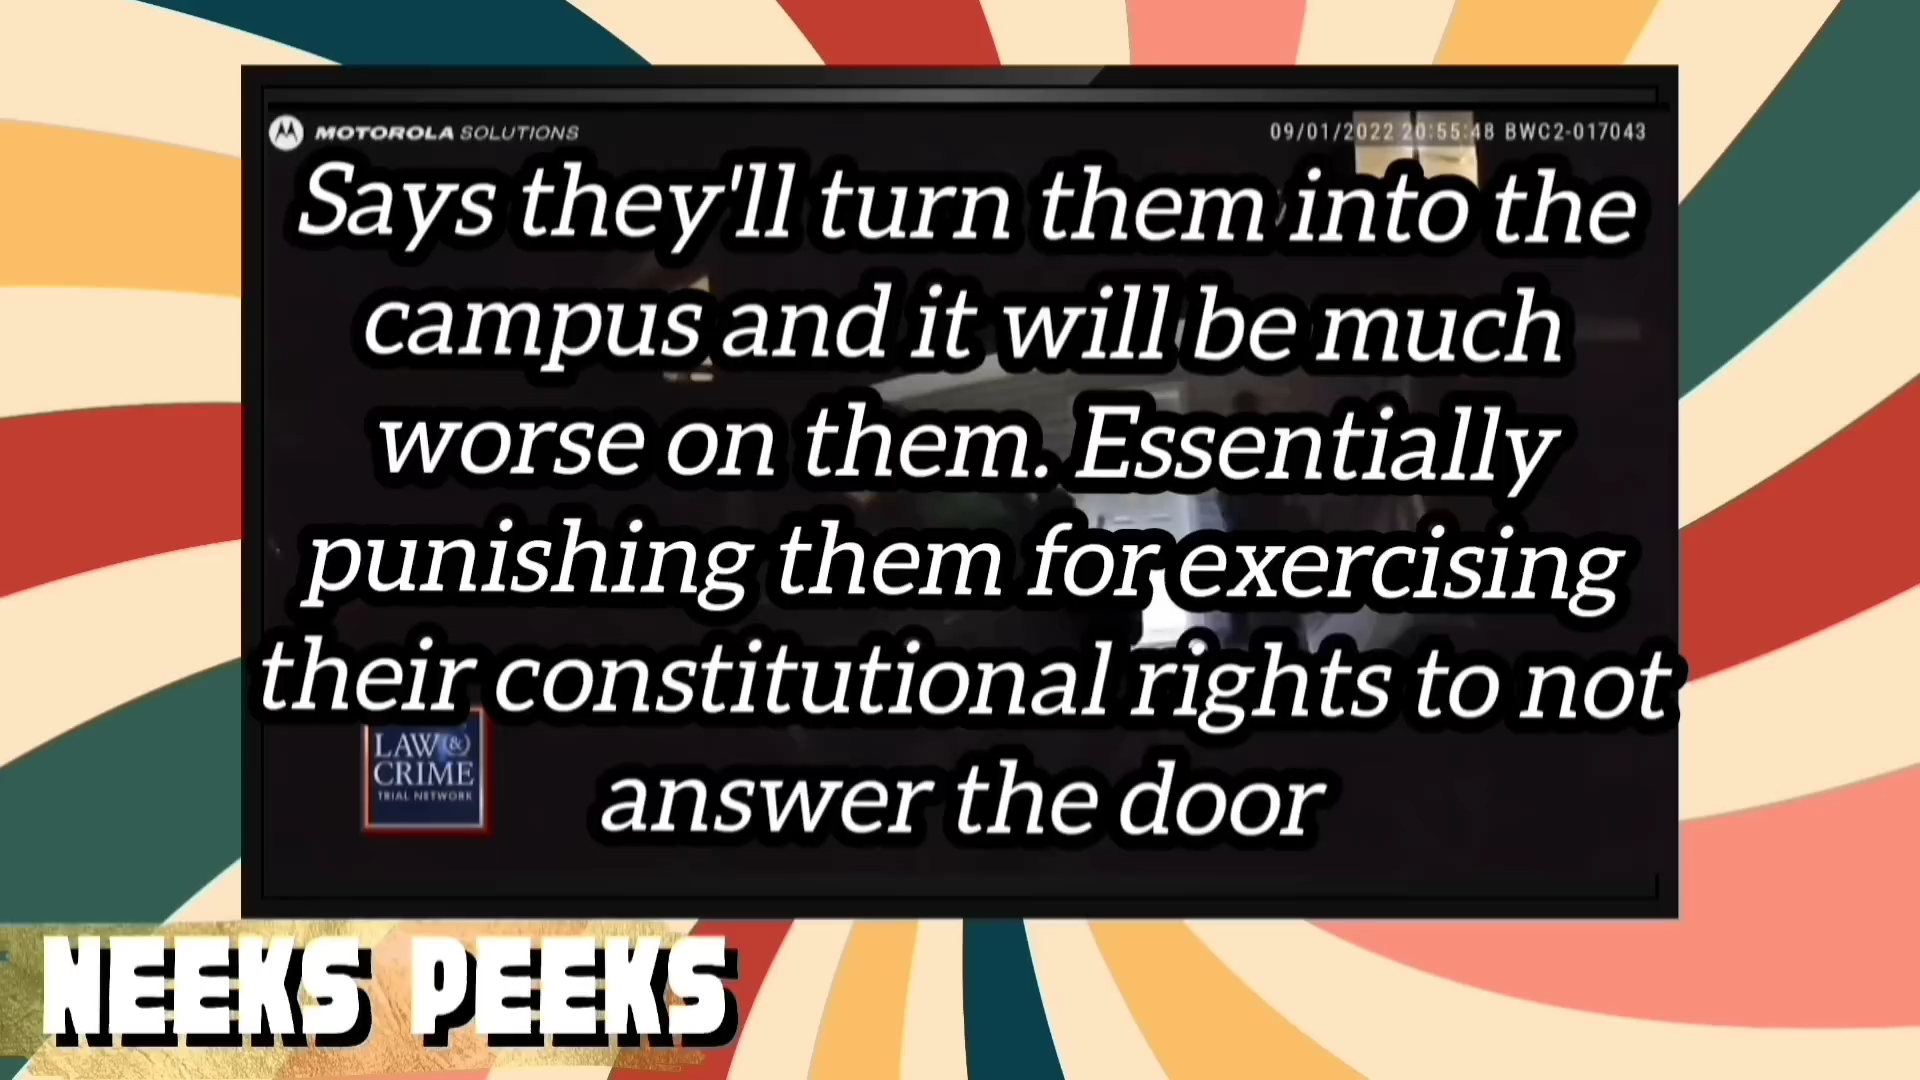 MOTOROLA SOLUTIONS
09/01/2022 20:55:48 BWC2-017043
Says they'll turn them into the
campus and it will be much
worse on them. Essentially
punishing them for exercising
their constitutional rights to not
answer the door
LAW &
CRIME
TRIAL NETWORK
NEEKS PEEKS